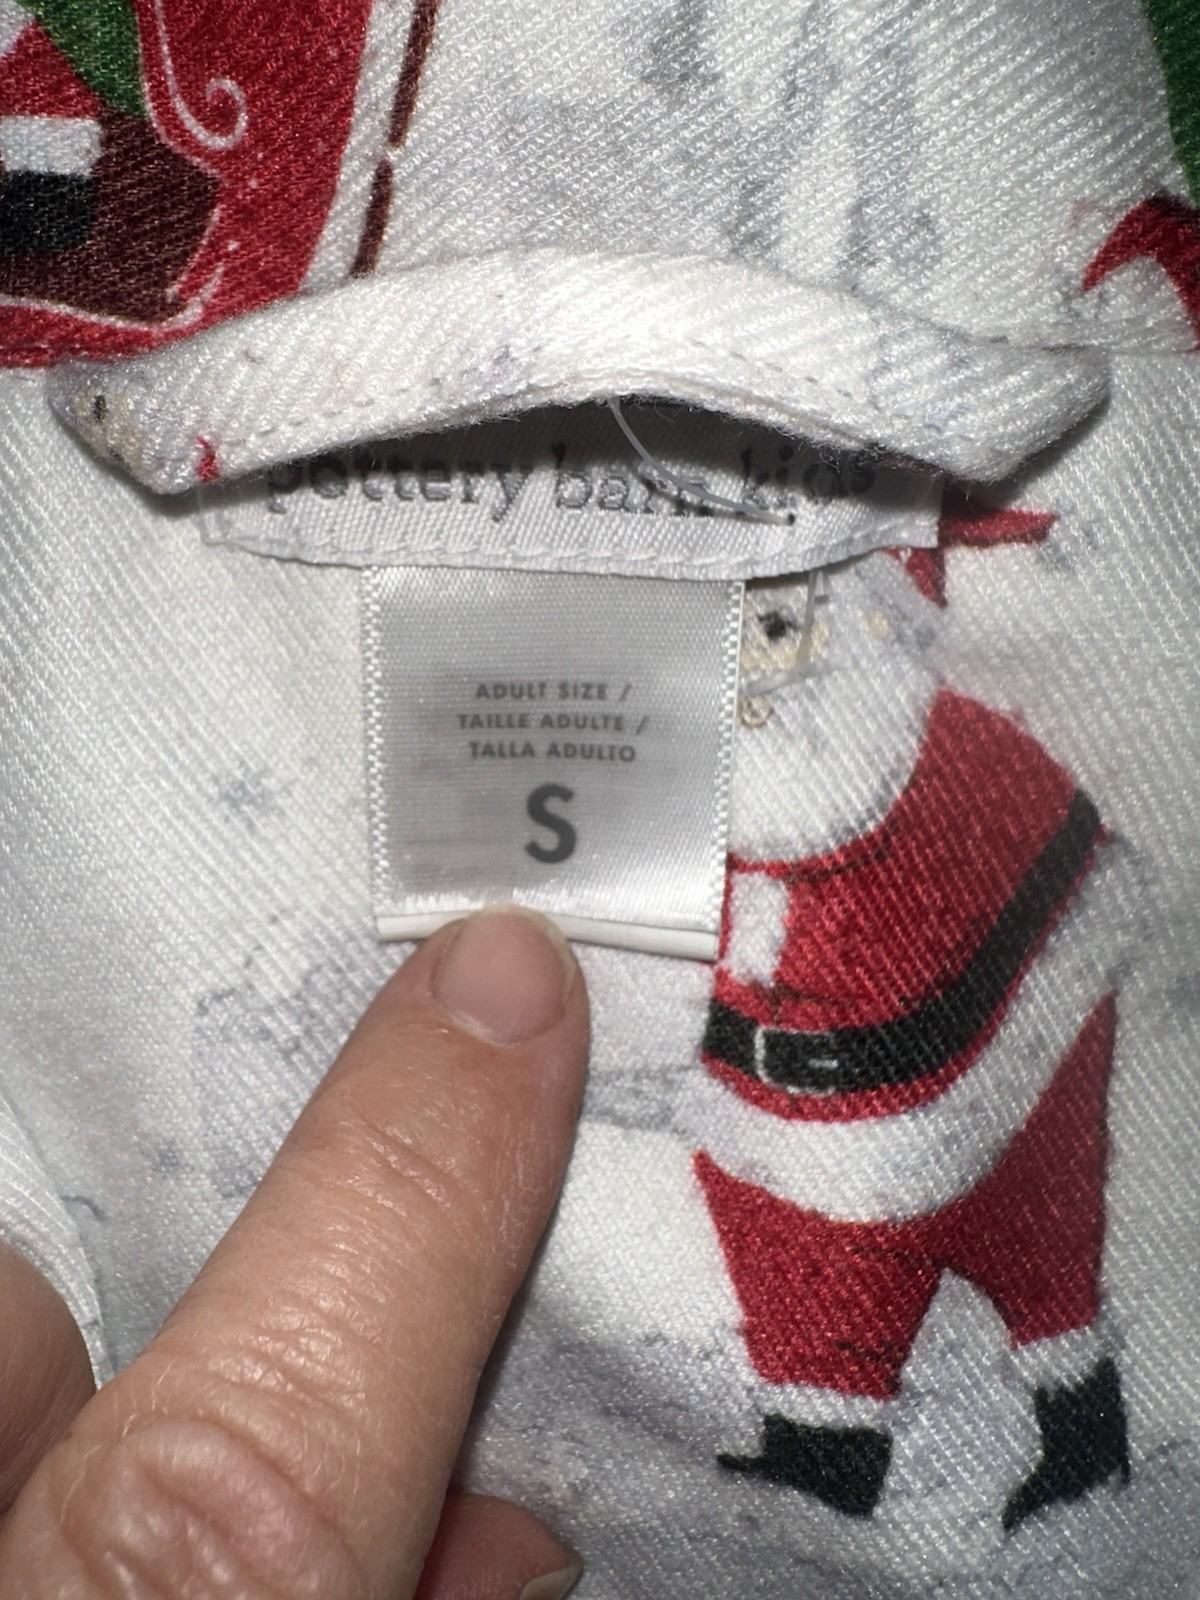 pottery barn kids
ADULT SIZE /
TAILLE ADULTE /
TALLA ADULTO
S